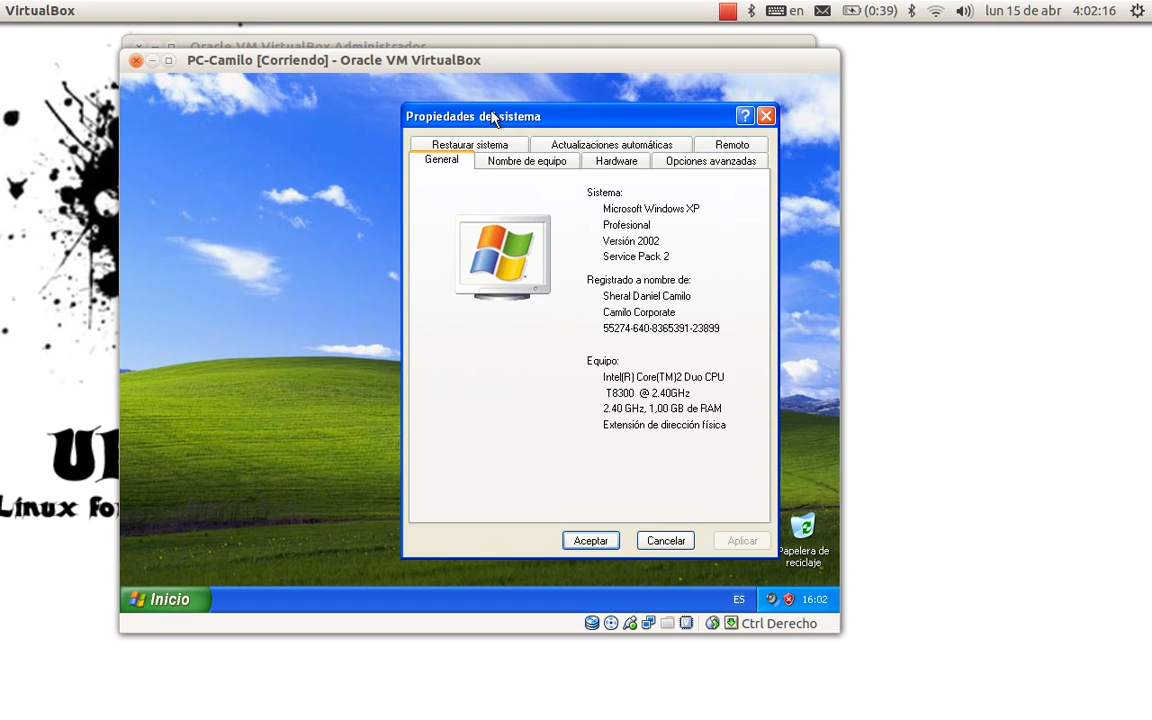 VirtualBox
en
(0:39)
lun 15 de abr
4:02:16
Oracle VM VirtualBox Administrador
PC-Camilo [Corriendo] - Oracle VM VirtualBox
Propiedades del sistema
Restaurar sistema
Actualizaciones automáticas
Remoto
General
Nombre de equipo
Hardware
Opciones avanzadas
Sistema:
Microsoft Windows XP
Profesional
Versión 2002
Service Pack 2
Registrado a nombre de:
Sheral Daniel Camilo
Camilo Corporate
55274-640-8365391-23899
Equipo:
Intel(R) Core(TM)2 Duo CPU
T8300 @ 2.40GHz
2.40 GHz, 1,00 GB de RAM
Extensión de dirección física
Aceptar
Cancelar
Aplicar
Papelera de
reciclaje
Linux fo
Inicio
ES
16:02
Ctrl Derecho